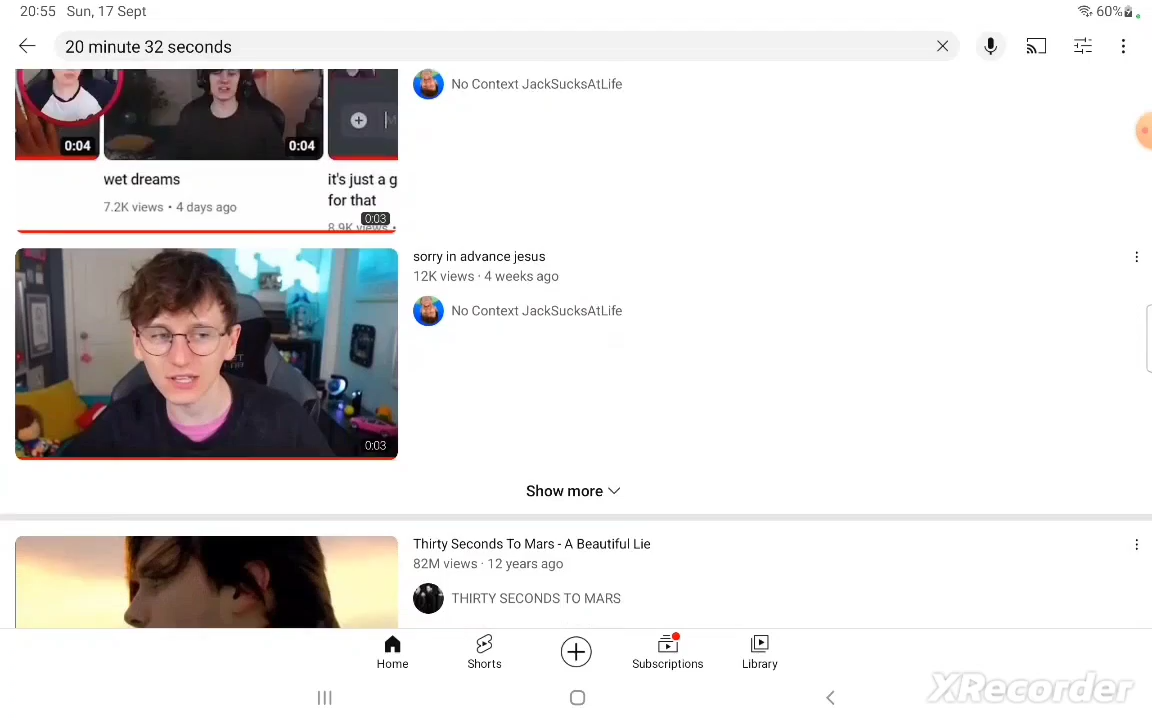 20:55 Sun, 17 Sept
60%
20 minute 32 seconds
No Context JackSucksAtLife
0:04
0:04
wet dreams
it's just a g
for that
7.2K views • 4 days ago
0:03
8.9K views •
sorry in advance jesus
12K views · 4 weeks ago
No Context JackSucksAtLife
0:03
Show more
Thirty Seconds To Mars - A Beautiful Lie
82M views · 12 years ago
THIRTY SECONDS TO MARS
Home
Shorts
Subscriptions
Library
XRecorder